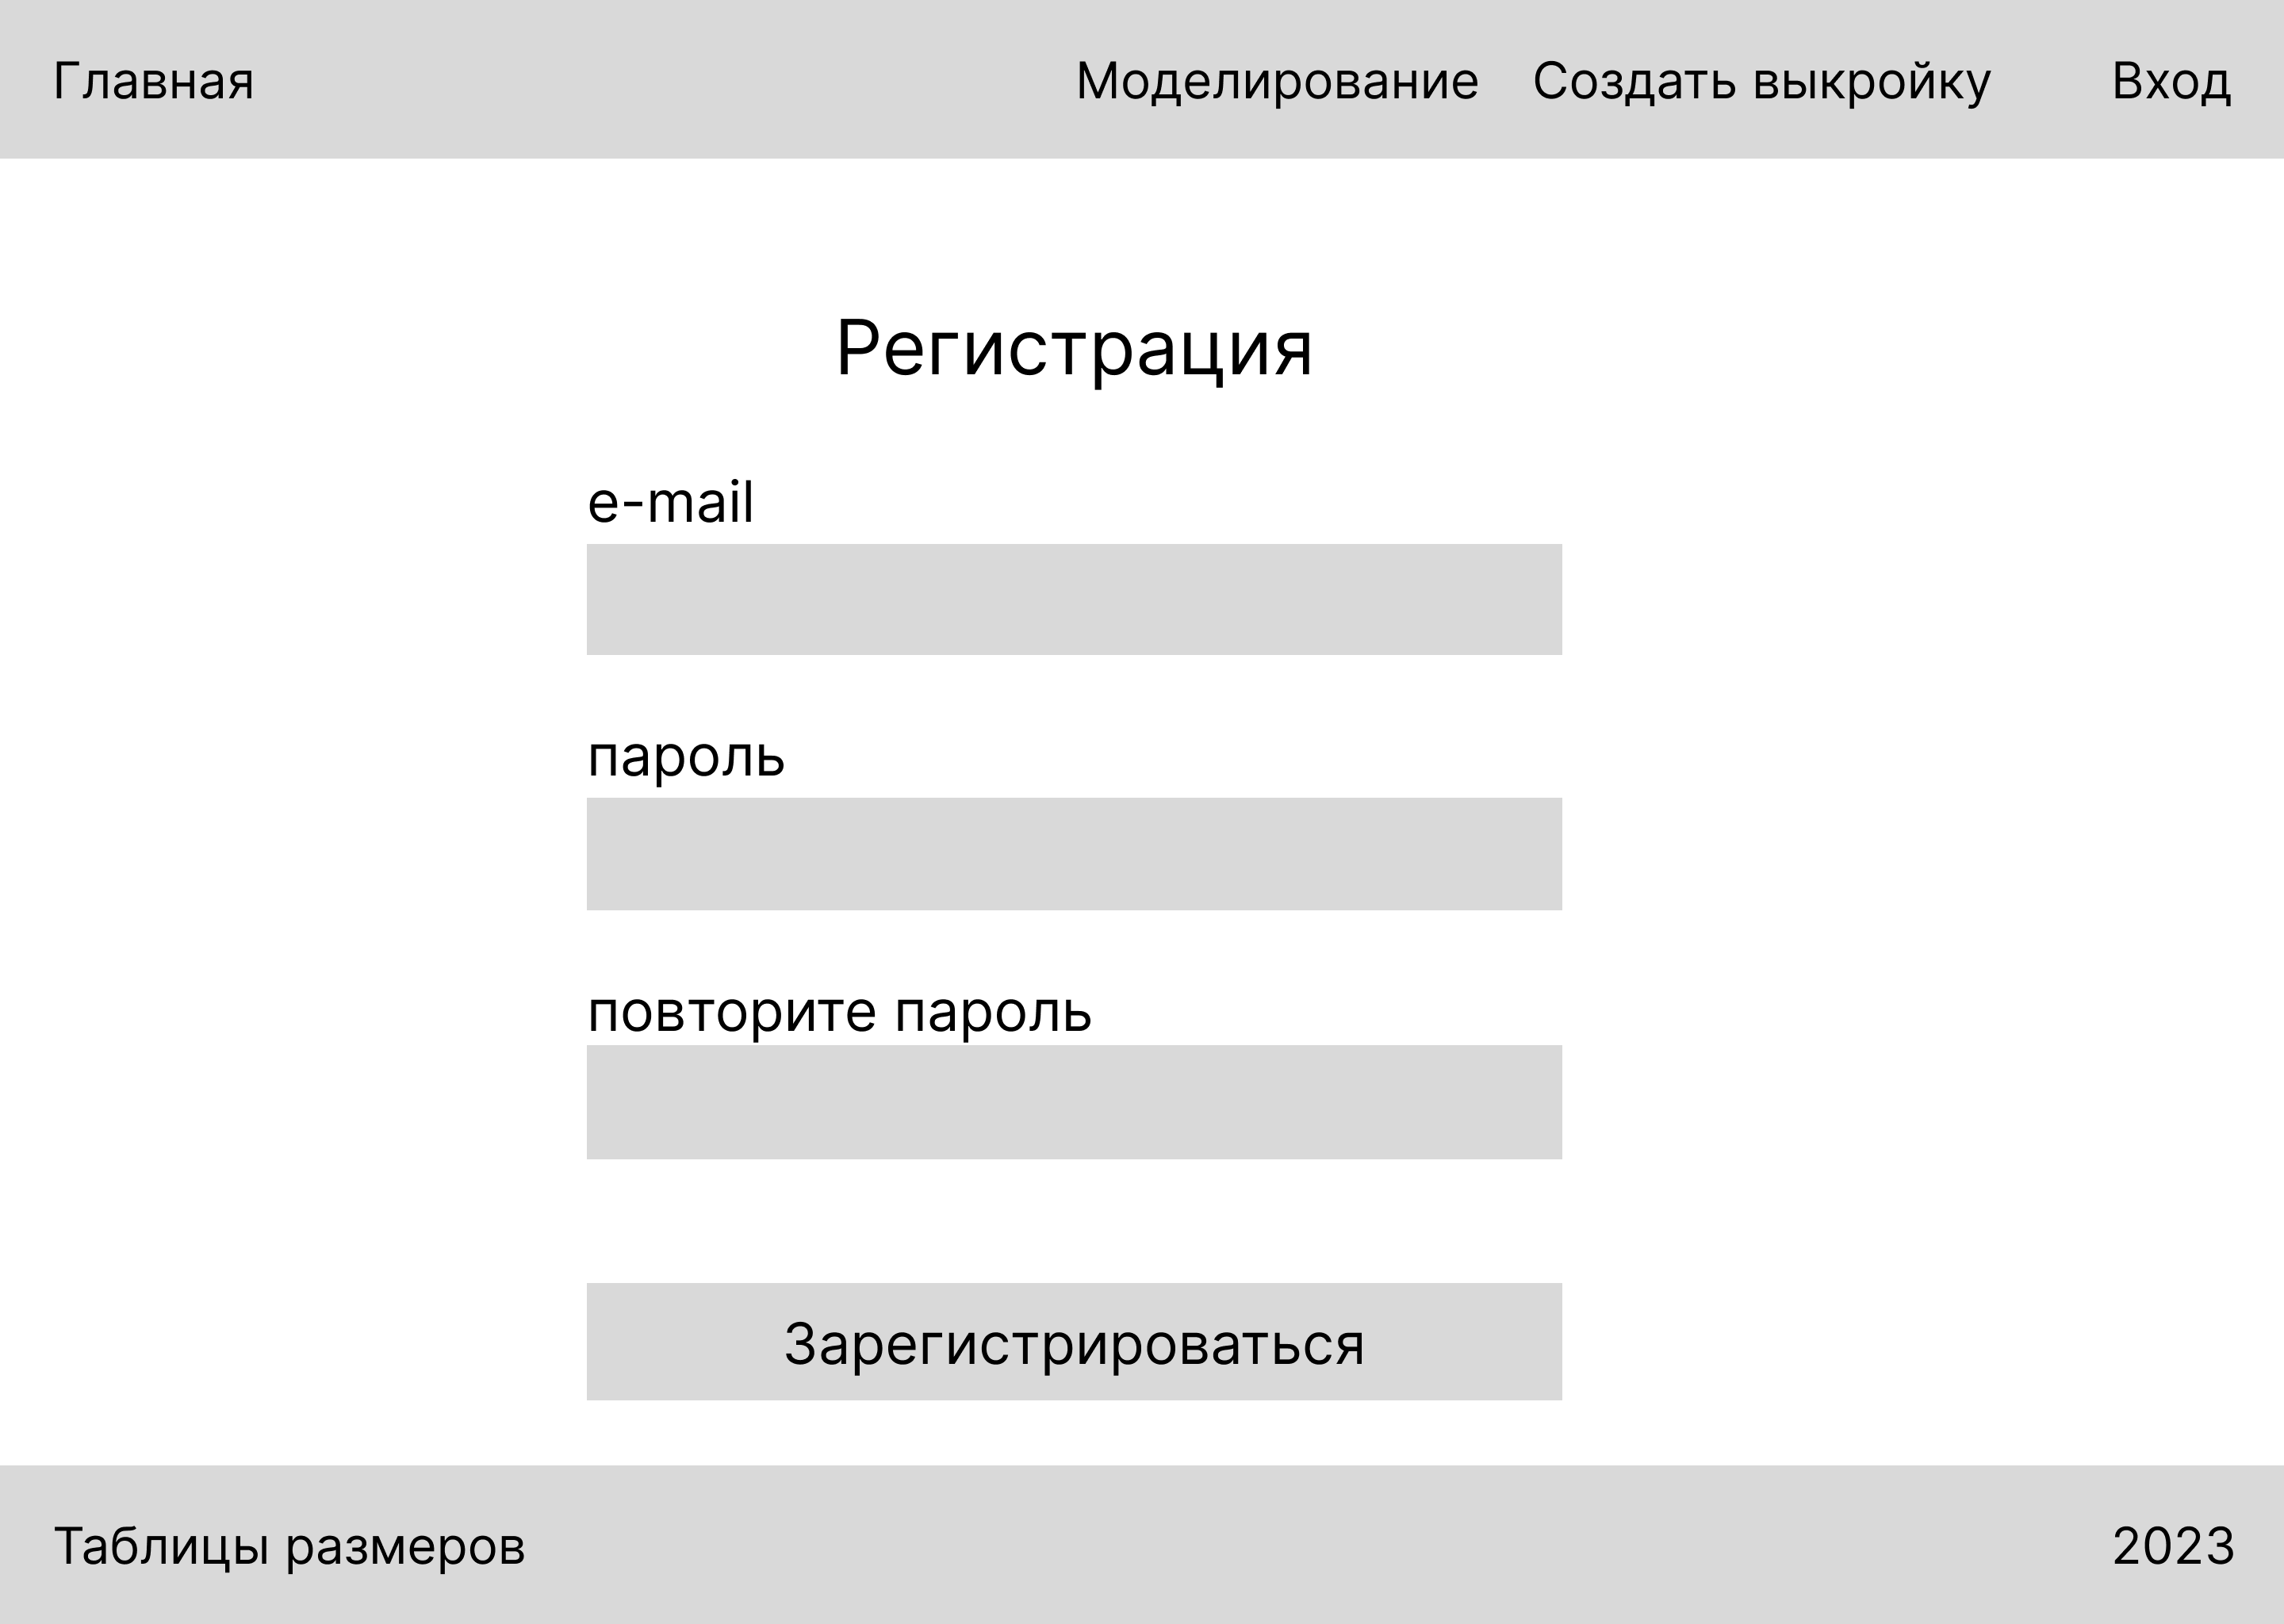 Главная Моделирование Создать выкройку Вход
Регистрация
e-mail
пароль
повторите пароль
Зарегистрироваться
Таблицы размеров 2023